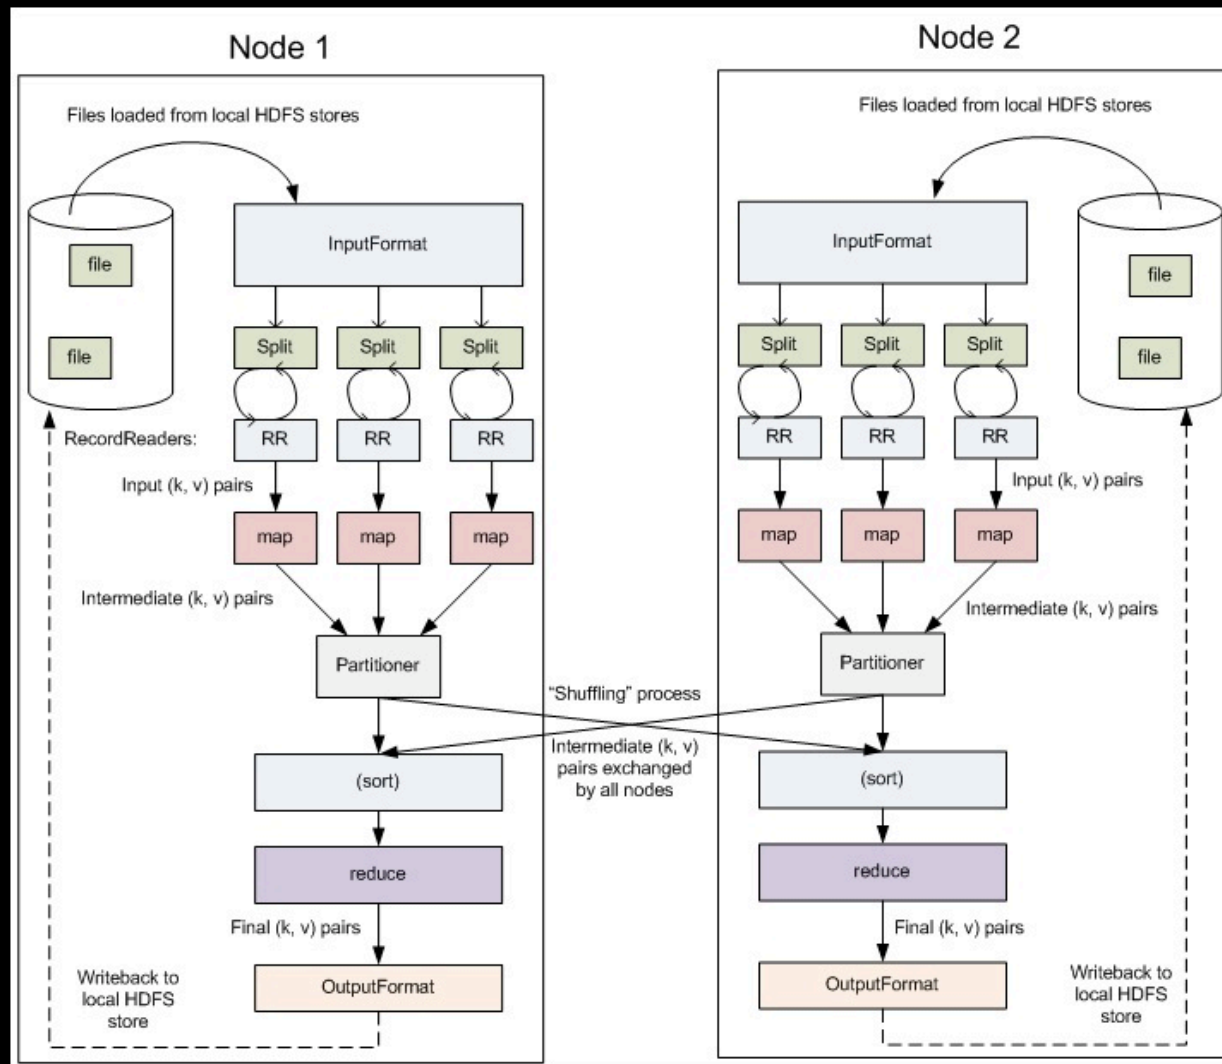 Node 1
Files loaded from local HDFS stores
InputFormat
file
file
Split
Split
Split
RecordReaders:
RR
RR
RR
Input (k, v) pairs
map
map
map
Intermediate (k, v) pairs
Partitioner
"Shuffling" process
Intermediate (k, v)
pairs exchanged
by all nodes
(sort)
reduce
Final (k, v) pairs
OutputFormat
Writeback to
local HDFS
store
Node 2
Files loaded from local HDFS stores
InputFormat
file
file
Split
Split
Split
RR
RR
RR
Input (k, v) pairs
map
map
map
Intermediate (k, v) pairs
Partitioner
(sort)
reduce
Final (k, v) pairs
OutputFormat
Writeback to
local HDFS
store